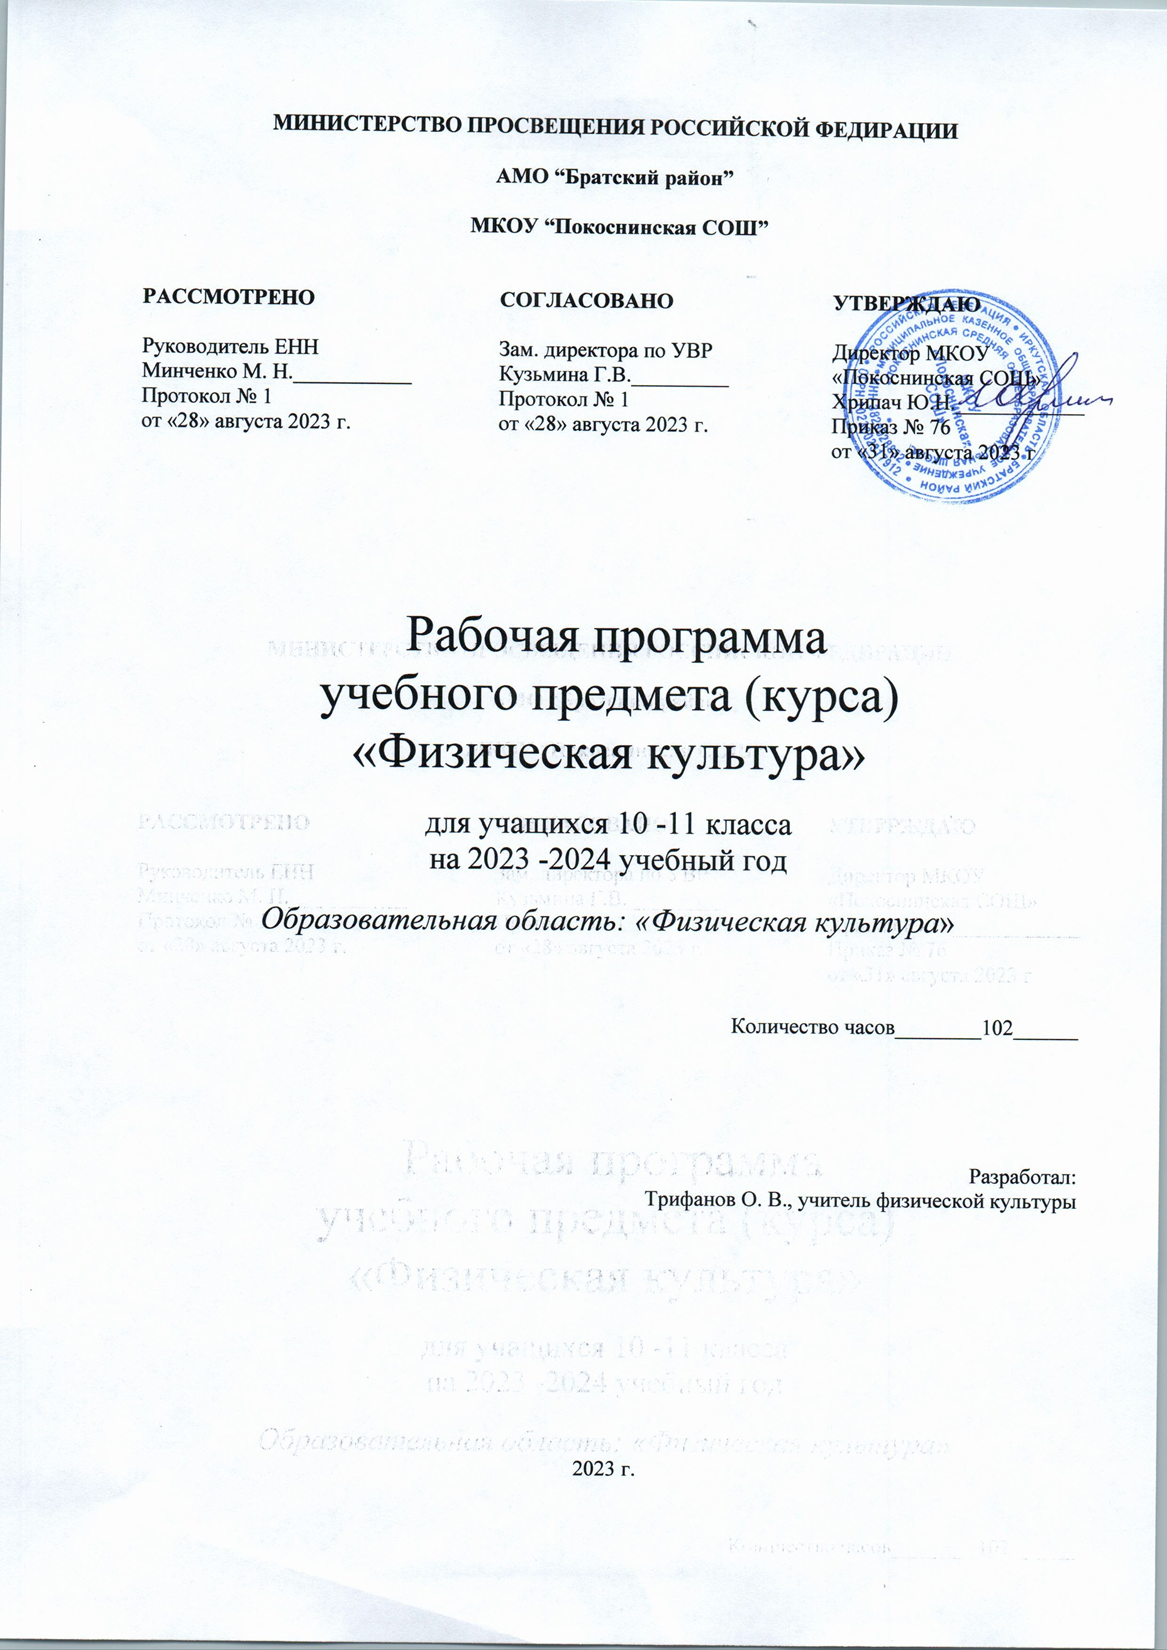 МИНИСТЕРСТВО ПРОСВЕЩЕНИЯ РОССИЙСКОЙ ФЕДИРАЦИИ
АМО “Братский район”
МКОУ “Покоснинская СОШ”
РАССМОТРЕНО
Руководитель ЕНН
Минченко М. Н.___________
Протокол № 1
от «28» августа 2023 г.
СОГЛАСОВАНО
Зам. директора по УВР
Кузьмина Г.В._________
Протокол № 1
от «28» августа 2023 г.
УТВЕРЖДАЮ
Директор МКОУ
«Покоснинская СОШ»
Хрипач Ю.Н.____________
Приказ № 76
от «31» августа 2023 г
Рабочая программа
учебного предмета (курса)
«Физическая культура»
для учащихся 10 -11 класса
на 2023 -2024 учебный год
Образовательная область: «Физическая культура»
Количество часов________102______
Разработал:
Трифанов О. В., учитель физической культуры
2023 г.